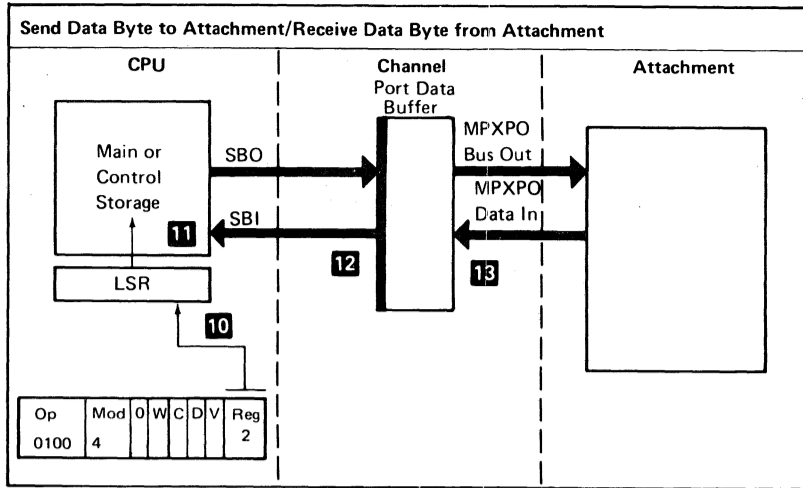 Send Data Byte to Attachment/Receive Data Byte from Attachment
CPU
Channel
Attachment
Port Data
Buffer
Main or
Control
Storage
SBO
MPXPO
Bus Out
MPXPO
Data In
11
SBI
12
13
LSR
10
Op
Mod
0
W
C
D
V
Reg
0100
4
2